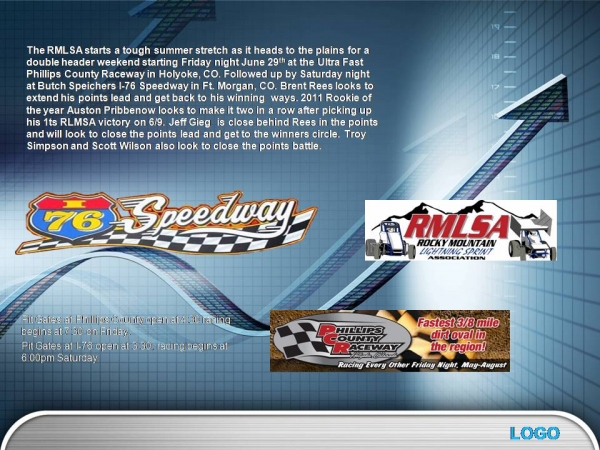 The RMLSA starts a tough summer stretch as it heads to the plains for a
double header weekend starting Friday night June 29th at the Ultra Fast
Phillips County Raceway in Holyoke, CO. Followed up by Saturday night
at Butch Speichers I-76 Speedway in Ft. Morgan, CO. Brent Rees looks to
extend his points lead and get back to his winning ways. 2011 Rookie of
the year Auston Pribbenow looks to make it two in a row after picking up
his 1ts RLMSA victory on 6/9. Jeff Gieg is close behind Rees in the points
and will look to close the points lead and get to the winners circle. Troy
Simpson and Scott Wilson also look to close the points battle.
I
76
Speedway
RMLSA
ROCKY MOUNTAIN
LIGHTNING SPRINT
ASSOCIATION
Pit Gates at Phillips County open at racing
begins at 7:30 on Friday.
Pit Gates at I-76 open at 3:30, racing begins at
6:00pm Saturday.
PHILLIPS
COUNTY
RACEWAY
Fastest 3/8 mile
dirt oval in
the region!
Racing Every Other Friday Night, May-August
LOGO